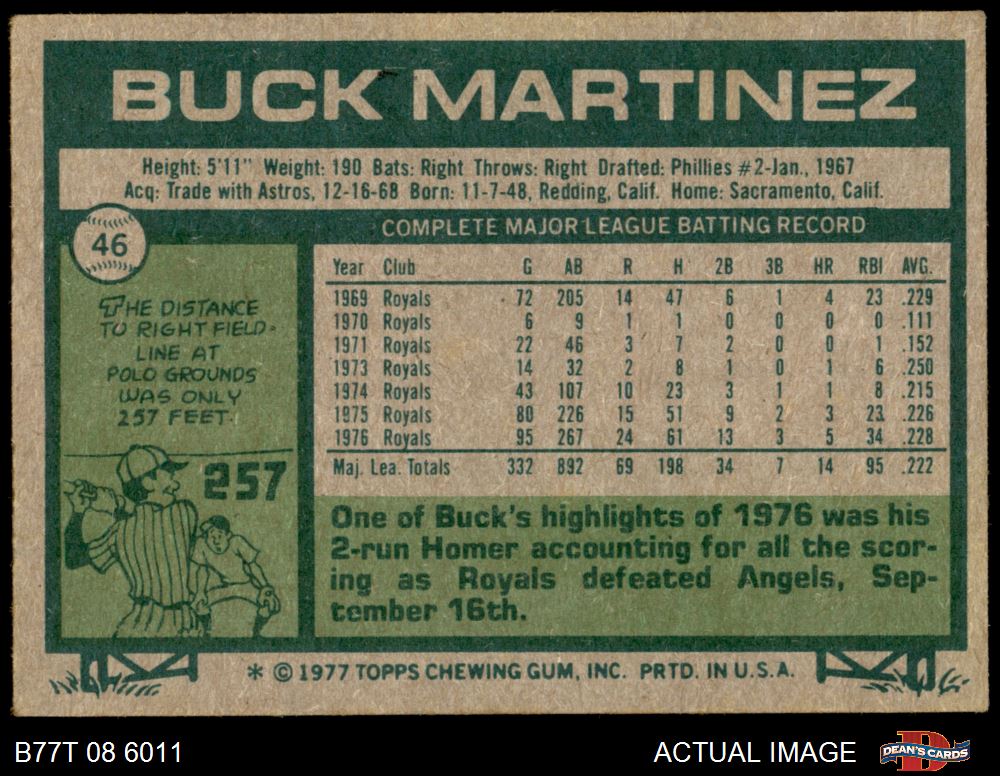 BUCK MARTINEZ
Height: 5'11" Weight: 190 Bats: Right Throws: Right Drafted: Phillies #2-Jan., 1967
Acq: Trade with Astros, 12-16-68 Born: 11-7-48, Redding, Calif. Home: Sacramento, Calif.
46
THE DISTANCE
TO RIGHT FIELD-
LINE AT
POLO GROUNDS
WAS ONLY
257 FEET.
257
COMPLETE MAJOR LEAGUE BATTING RECORD
Year Club G AB R H 2B 3B HR RBI AVG.
1969 Royals 72 205 14 47 6 1 4 23 .229
1970 Royals 6 9 1 1 0 0 0 0 .111
1971 Royals 22 46 3 7 2 0 0 1 .152
1973 Royals 14 32 2 8 1 0 1 6 .250
1974 Royals 43 107 10 23 3 1 1 8 .215
1975 Royals 80 226 15 51 9 2 3 23 .226
1976 Royals 95 267 24 61 13 3 5 34 .228
Maj. Lea. Totals 332 892 69 198 34 7 14 95 .222
One of Buck's highlights of 1976 was his
2-run Homer accounting for all the scor-
ing as Royals defeated Angels, Sep-
tember 16th.
* © 1977 TOPPS CHEWING GUM, INC. PRTD. IN U.S.A.
B77T 08 6011
ACTUAL IMAGE
DEAN'S CARDS